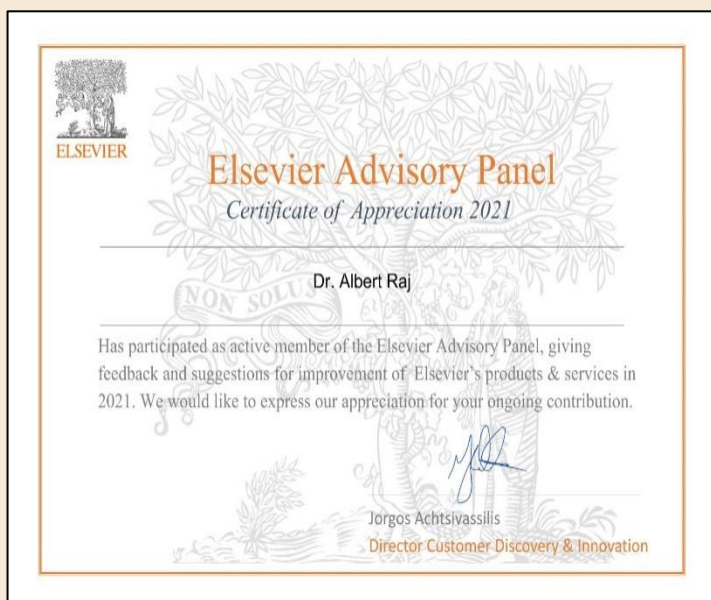 ELSEVIER
Elsevier Advisory Panel
Certificate of Appreciation 2021
Dr. Albert Raj
NON SOLUS
Has participated as active member of the Elsevier Advisory Panel, giving
feedback and suggestions for improvement of Elsevier's products & services in
2021. We would like to express our appreciation for your ongoing contribution.
Jorgos Achtsivassilis
Director Customer Discovery & Innovation